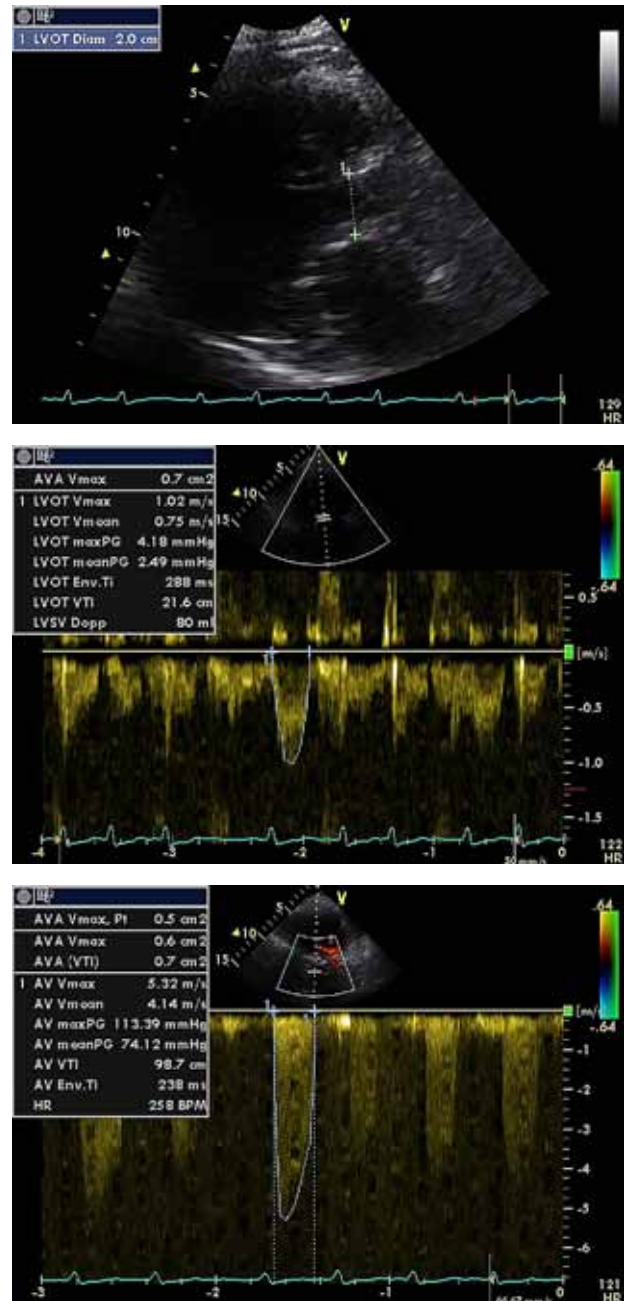 1 LVOT Diam 2.0 cm
V
5
10
129
HR
AVA Vmax 0.7 cm2
1 LVOT Vmax 1.02 m/s
LVOT Vmean 0.75 m/s
LVOT maxPG 4.18 mmHg
LVOT meanPG 2.49 mmHg
LVOT Env.Ti 288 ms
LVOT VTI 21.6 cm
LVSV Dopp 80 ml
V
5
10
15
.64
-.64
0.5
[m/s]
-0.5
-1.0
-1.5
-4
-3
-2
-1
0
122
HR
AVA Vmax, Pt 0.5 cm2
AVA Vmax 0.6 cm2
AVA (VTI) 0.7 cm2
1 AV Vmax 5.32 m/s
AV Vmean 4.14 m/s
AV maxPG 113.39 mmHg
AV meanPG 74.12 mmHg
AV VTI 98.7 cm
AV Env.Ti 238 ms
HR 258 BPM
V
5
10
15
.64
-.64
[m/s]
-1
-2
-3
-4
-5
-6
-3
-2
-1
0
121
HR